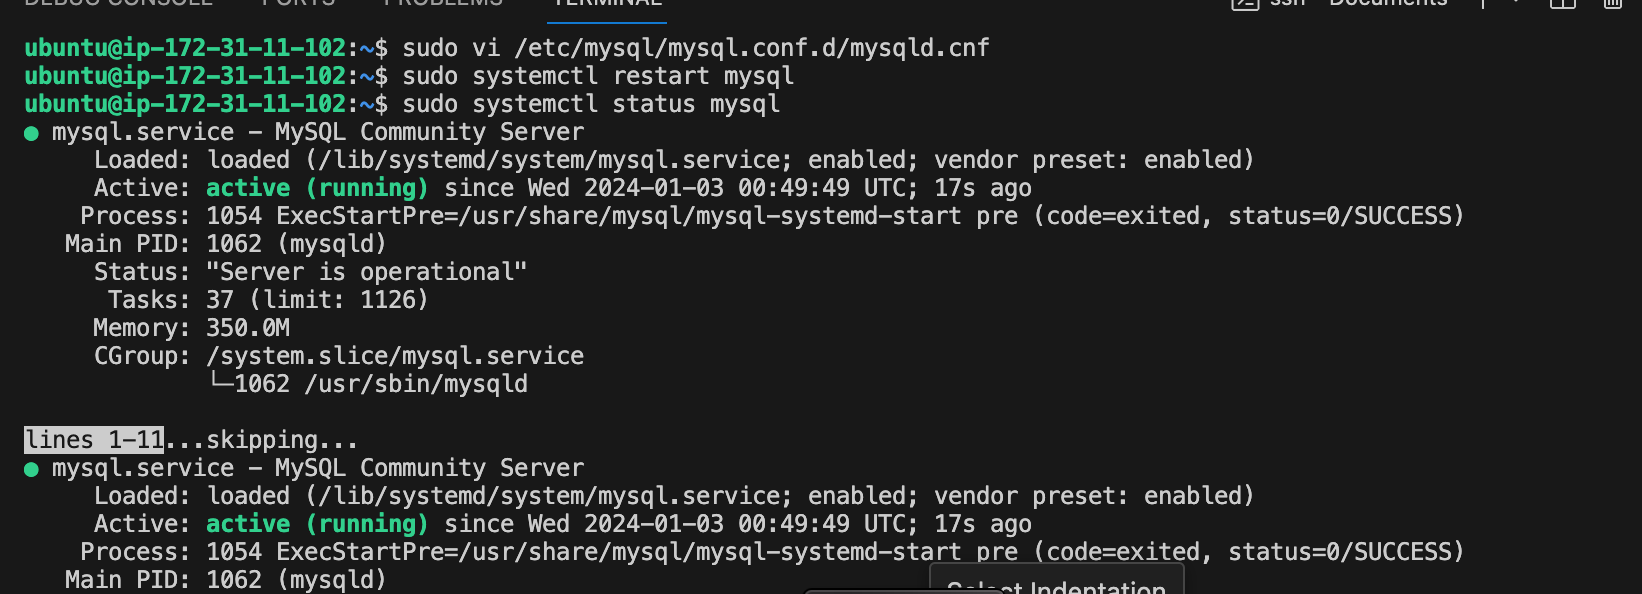 DEBUG CONSOLE PORTS PROBLEMS TERMINAL ssh - Documents
ubuntu@ip-172-31-11-102:~$ sudo vi /etc/mysql/mysql.conf.d/mysqld.cnf
ubuntu@ip-172-31-11-102:~$ sudo systemctl restart mysql
ubuntu@ip-172-31-11-102:~$ sudo systemctl status mysql
● mysql.service - MySQL Community Server
     Loaded: loaded (/lib/systemd/system/mysql.service; enabled; vendor preset: enabled)
     Active: active (running) since Wed 2024-01-03 00:49:49 UTC; 17s ago
    Process: 1054 ExecStartPre=/usr/share/mysql/mysql-systemd-start pre (code=exited, status=0/SUCCESS)
   Main PID: 1062 (mysqld)
     Status: "Server is operational"
      Tasks: 37 (limit: 1126)
     Memory: 350.0M
     CGroup: /system.slice/mysql.service
             └─1062 /usr/sbin/mysqld
lines 1-11...skipping...
● mysql.service - MySQL Community Server
     Loaded: loaded (/lib/systemd/system/mysql.service; enabled; vendor preset: enabled)
     Active: active (running) since Wed 2024-01-03 00:49:49 UTC; 17s ago
    Process: 1054 ExecStartPre=/usr/share/mysql/mysql-systemd-start pre (code=exited, status=0/SUCCESS)
   Main PID: 1062 (mysqld)
Select Indentation